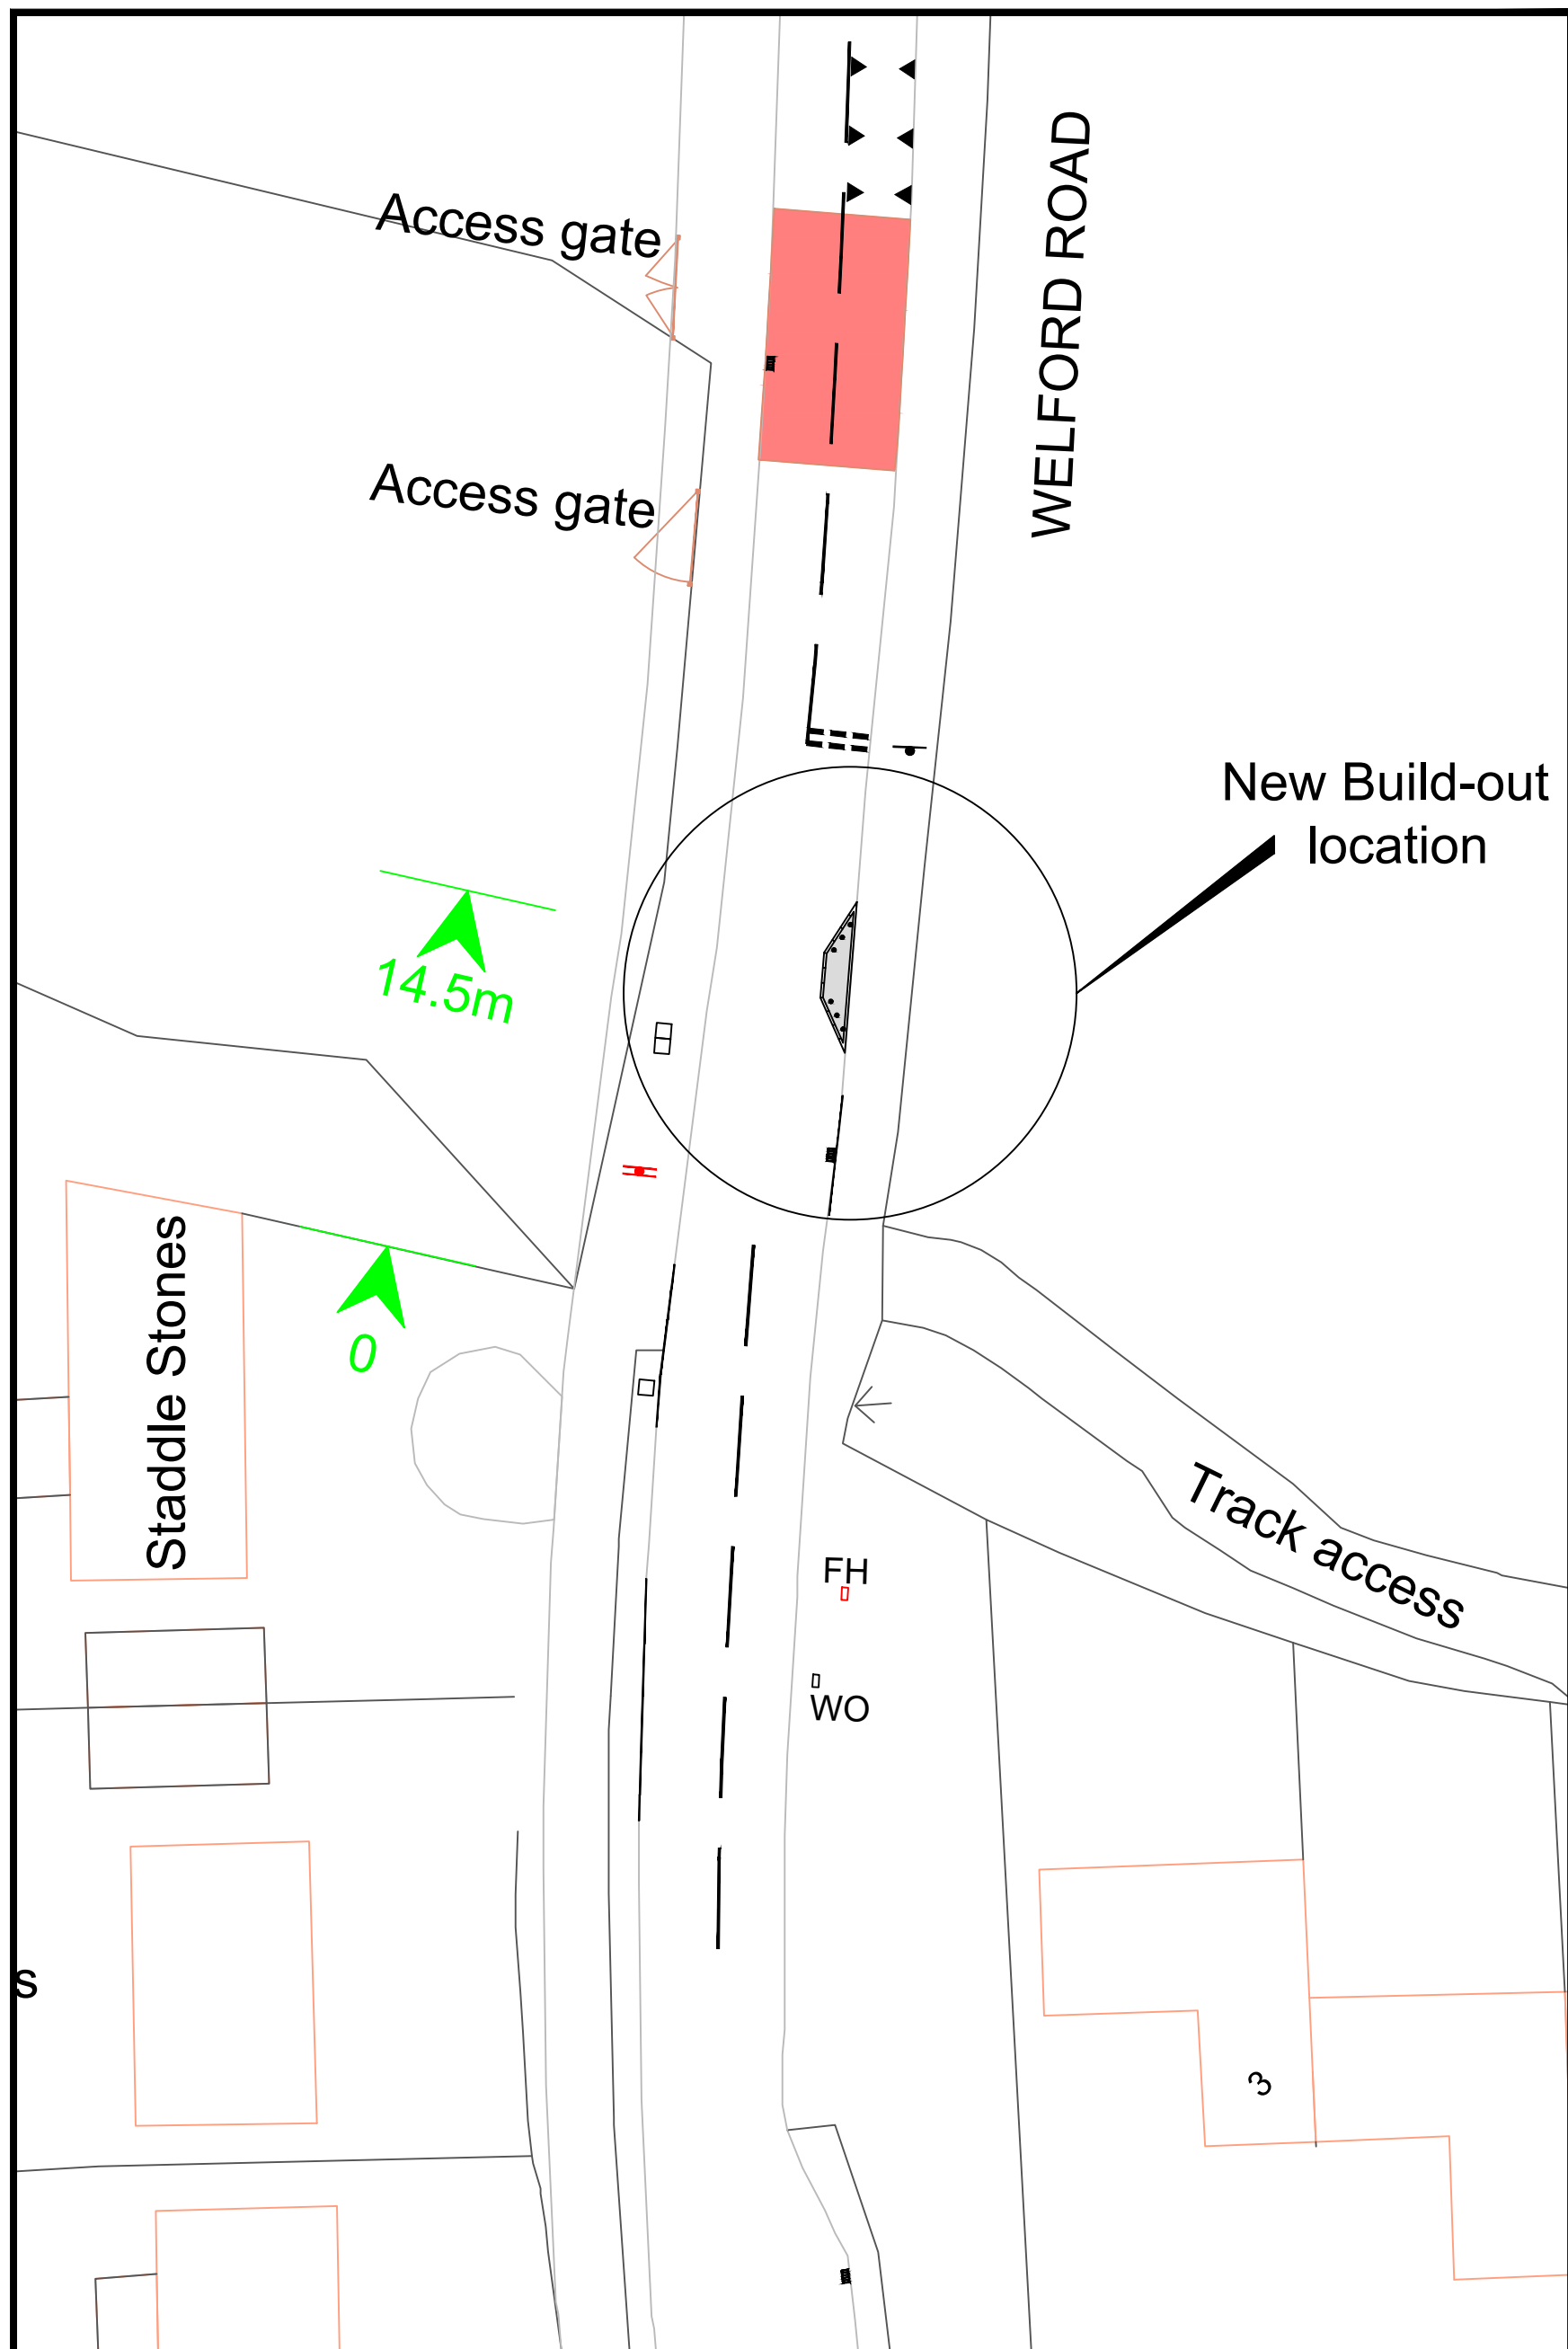 WELFORD ROAD
Access gate
Access gate
New Build-out
location
14.5m
Staddle Stones
0
Track access
FH
WO
s
3